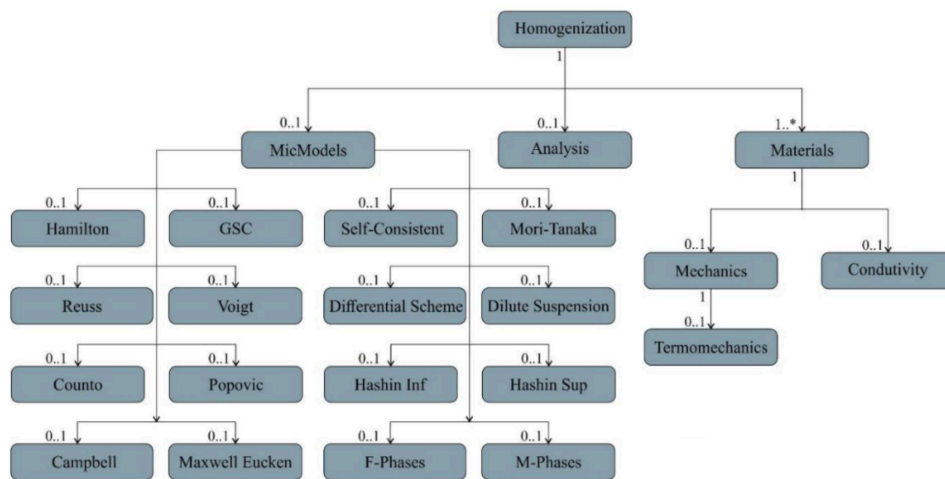 Homogenization
1
0..1
0..1
1..*
MicModels
Analysis
Materials
1
0..1
0..1
0..1
0..1
Hamilton
GSC
Self-Consistent
Mori-Tanaka
0..1
0..1
Mechanics
Condutivity
0..1
0..1
0..1
0..1
Reuss
Voigt
Differential Scheme
Dilute Suspension
1
0..1
Termomechanics
0..1
0..1
0..1
0..1
Counto
Popovic
Hashin Inf
Hashin Sup
0..1
0..1
0..1
0..1
Campbell
Maxwell Eucken
F-Phases
M-Phases